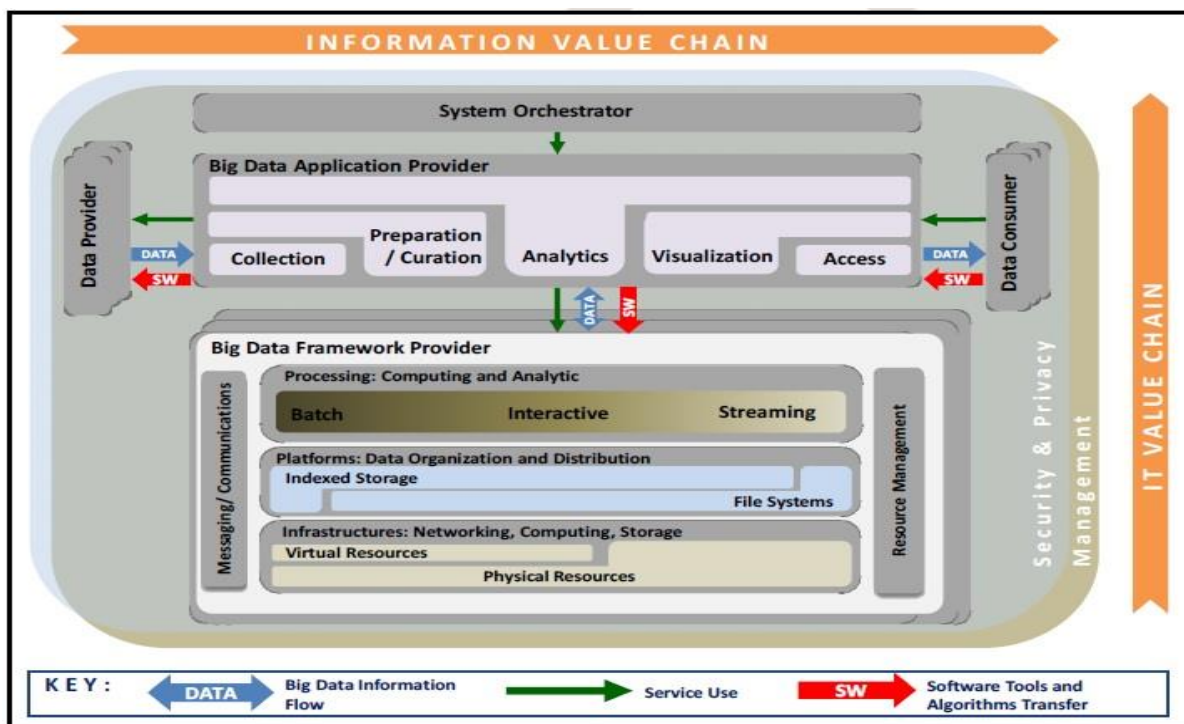 INFORMATION VALUE CHAIN
System Orchestrator
Big Data Application Provider
Collection
Preparation
/ Curation
Analytics
Visualization
Access
Data Provider
DATA
SW
Data Consumer
DATA
SW
DATA
SW
Big Data Framework Provider
Messaging/ Communications
Processing: Computing and Analytic
Batch
Interactive
Streaming
Platforms: Data Organization and Distribution
Indexed Storage
File Systems
Infrastructures: Networking, Computing, Storage
Virtual Resources
Physical Resources
Resource Management
Security & Privacy
Management
IT VALUE CHAIN
KEY:
DATA
Big Data Information
Flow
Service Use
SW
Software Tools and
Algorithms Transfer